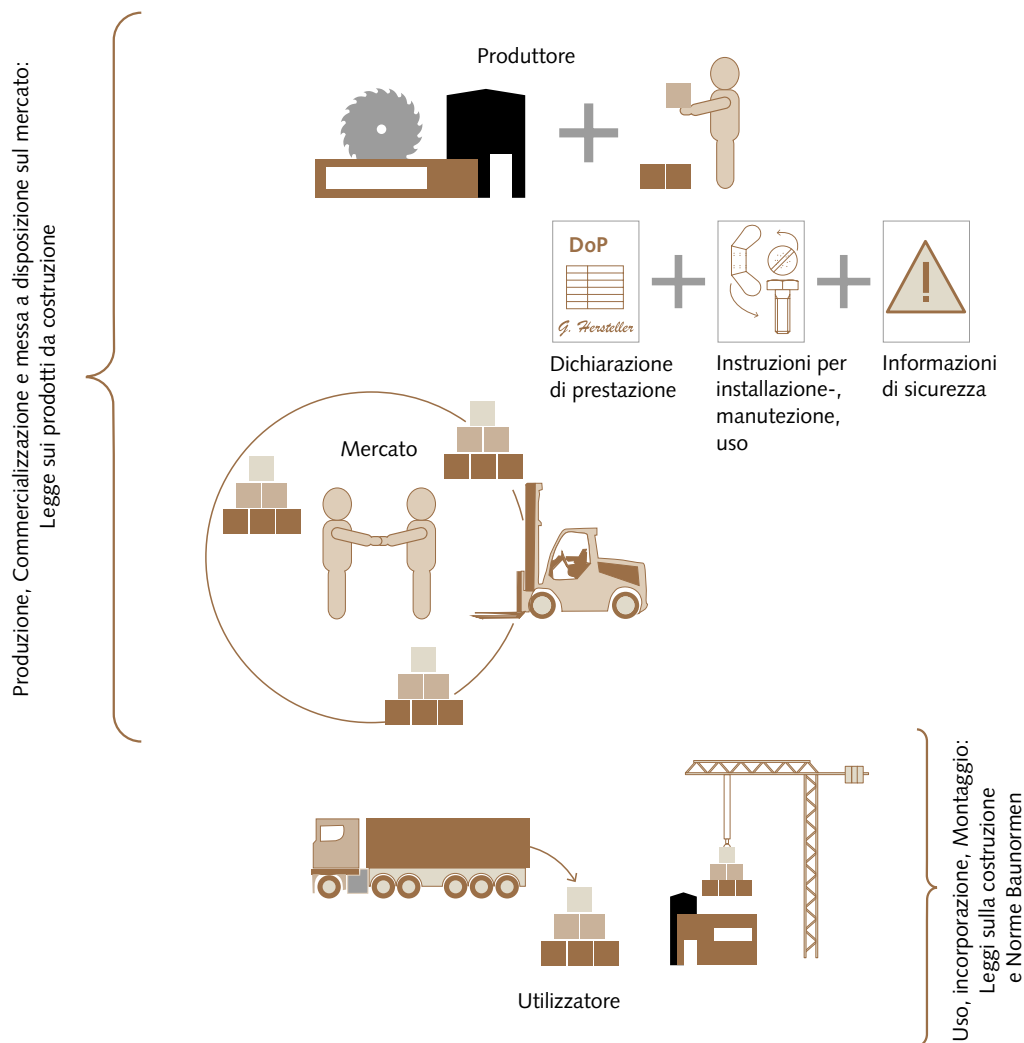 Produzione, Commercializzazione e messa a disposizione sul mercato:
Legge sui prodotti da costruzione
Produttore
DoP
G. Hersteller
Dichiarazione
di prestazione
Instruzioni per
installazione-,
manutezione,
uso
!
Informazioni
di sicurezza
Mercato
Utilizzatore
Uso, incorporazione, Montaggio:
Leggi sulla costruzione
e Norme Baunormen